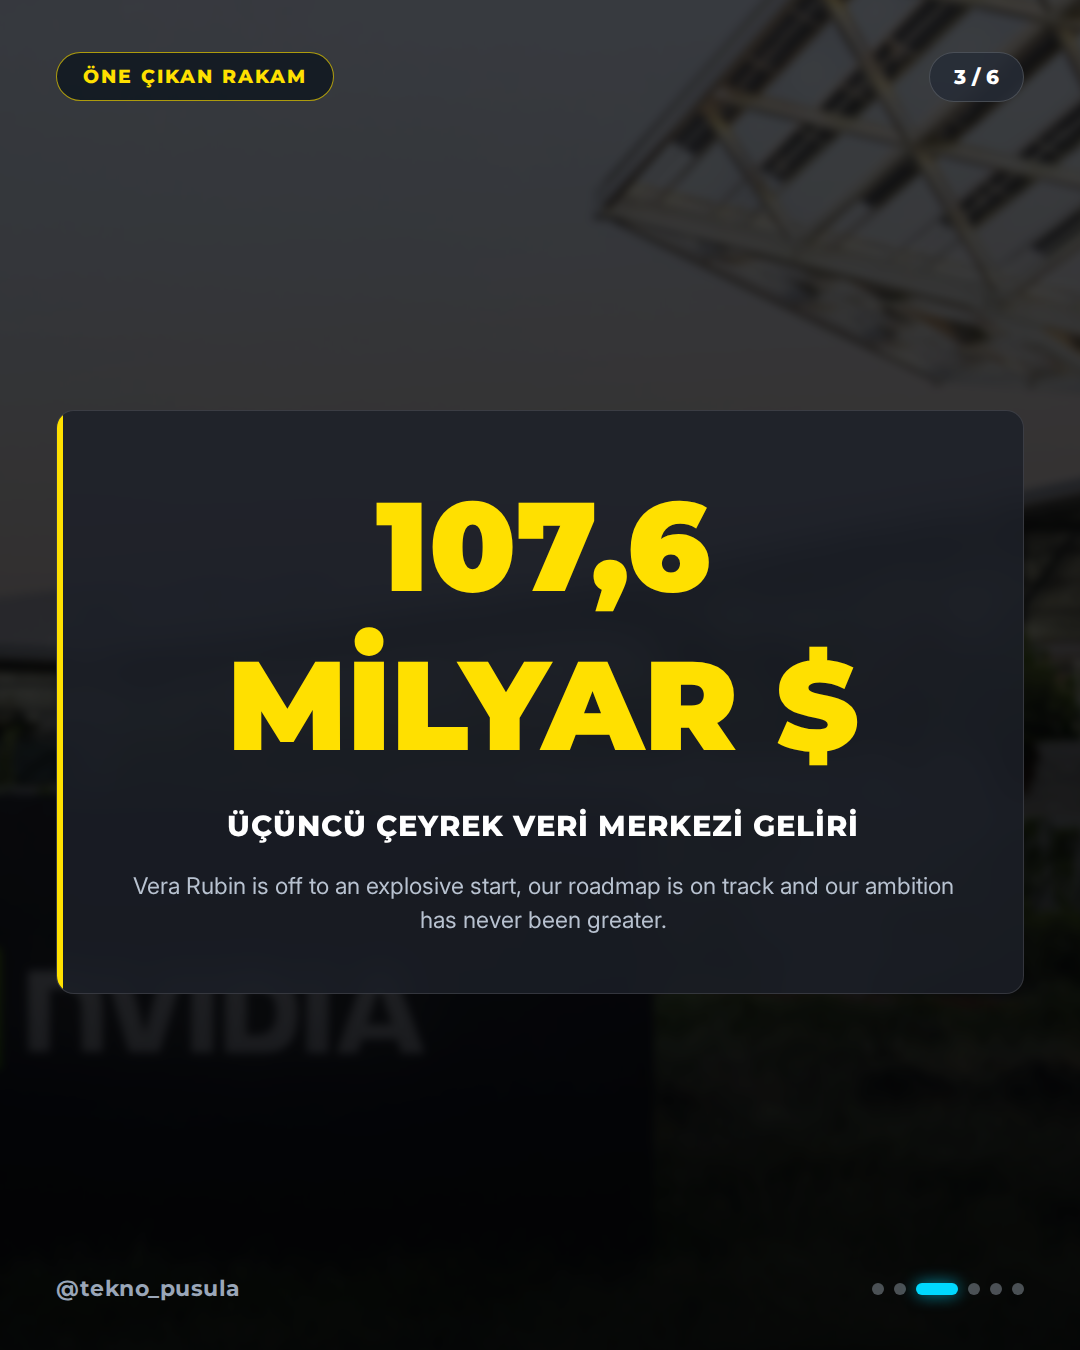 ÖNE ÇIKAN RAKAM
3 / 6
107,6
MİLYAR $
ÜÇÜNCÜ ÇEYREK VERİ MERKEZİ GELİRİ
Vera Rubin is off to an explosive start, our roadmap is on track and our ambition
has never been greater.
nVIDIA
@tekno_pusula